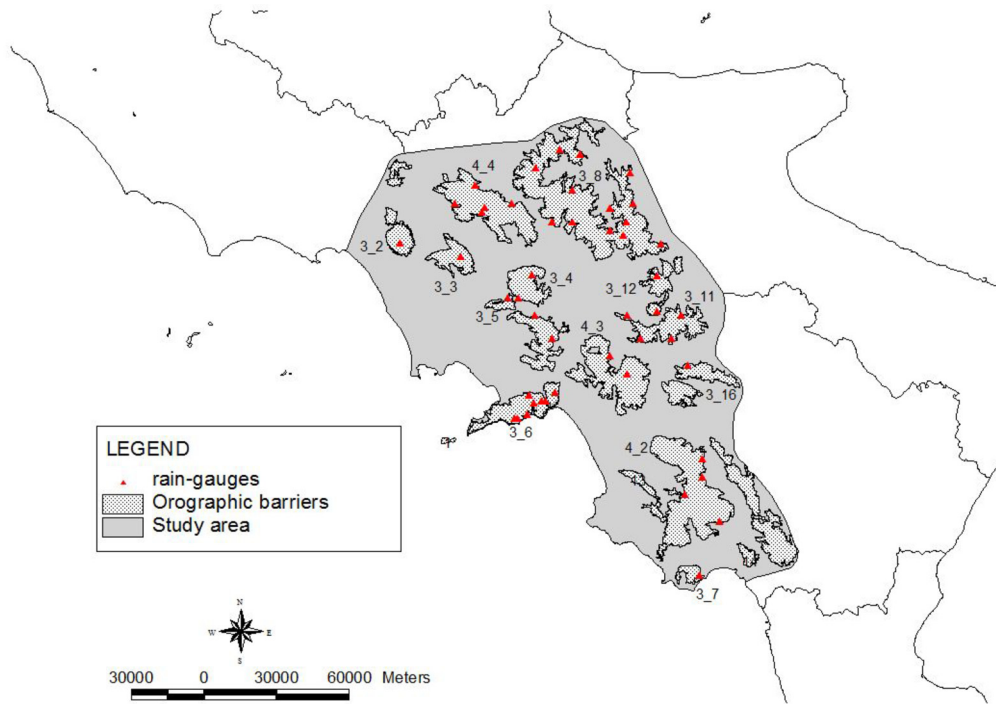 4_4
3_8
3_2
3_3
3_4
3_12
3_11
3_5
4_3
3_16
3_6
4_2
3_7
LEGEND
rain-gauges
Orographic barriers
Study area
N
W E
S
30000 0 30000 60000 Meters